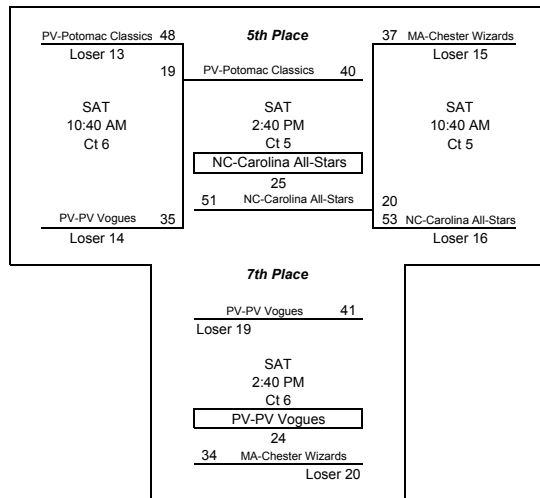 PV-Potomac Classics 48 5th Place 37 MA-Chester Wizards
Loser 13 Loser 15
19 PV-Potomac Classics 40
SAT SAT SAT
10:40 AM 2:40 PM 10:40 AM
Ct 6 Ct 5 Ct 5
NC-Carolina All-Stars
25
51 NC-Carolina All-Stars 20
PV-PV Vogues 35 53 NC-Carolina All-Stars
Loser 14 Loser 16
7th Place
PV-PV Vogues 41
Loser 19
SAT
2:40 PM
Ct 6
PV-PV Vogues
24
34 MA-Chester Wizards
Loser 20